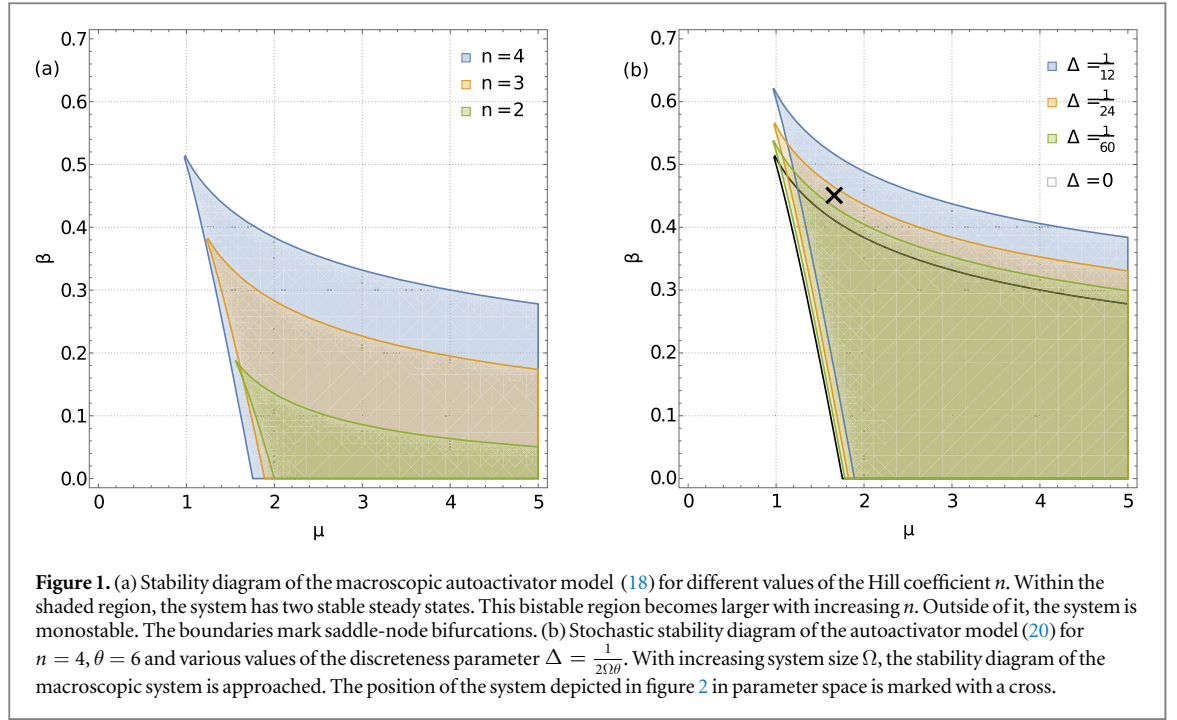 (a)
0.7
0.6
0.5
0.4
0.3
0.2
0.1
0.0
β
0
1
2
3
4
5
μ
n = 4
n = 3
n = 2
(b)
0.7
0.6
0.5
0.4
0.3
0.2
0.1
0.0
β
0
1
2
3
4
5
μ
Δ = 1/12
Δ = 1/24
Δ = 1/60
Δ = 0
Figure 1. (a) Stability diagram of the macroscopic autoactivator model (18) for different values of the Hill coefficient n. Within the
shaded region, the system has two stable steady states. This bistable region becomes larger with increasing n. Outside of it, the system is
monostable. The boundaries mark saddle-node bifurcations. (b) Stochastic stability diagram of the autoactivator model (20) for
n = 4, θ = 6 and various values of the discreteness parameter Δ = 1/2Ωθ. With increasing system size Ω, the stability diagram of the
macroscopic system is approached. The position of the system depicted in figure 2 in parameter space is marked with a cross.